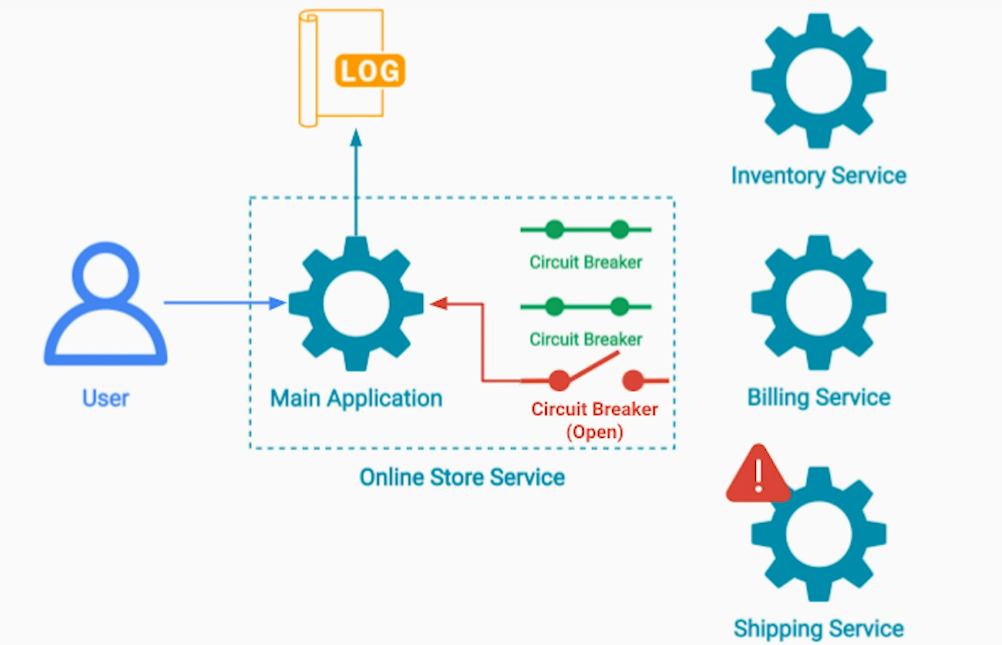 LOG
Inventory Service
Circuit Breaker
Circuit Breaker
User
Main Application
Billing Service
Circuit Breaker
(Open)
Online Store Service
Shipping Service